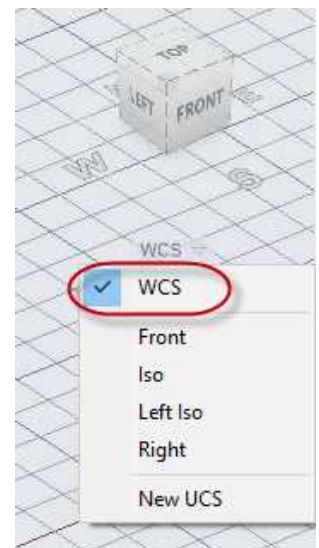 TOP
LEFT
FRONT
W
S
WCS
WCS
Front
Iso
Left Iso
Right
New UCS